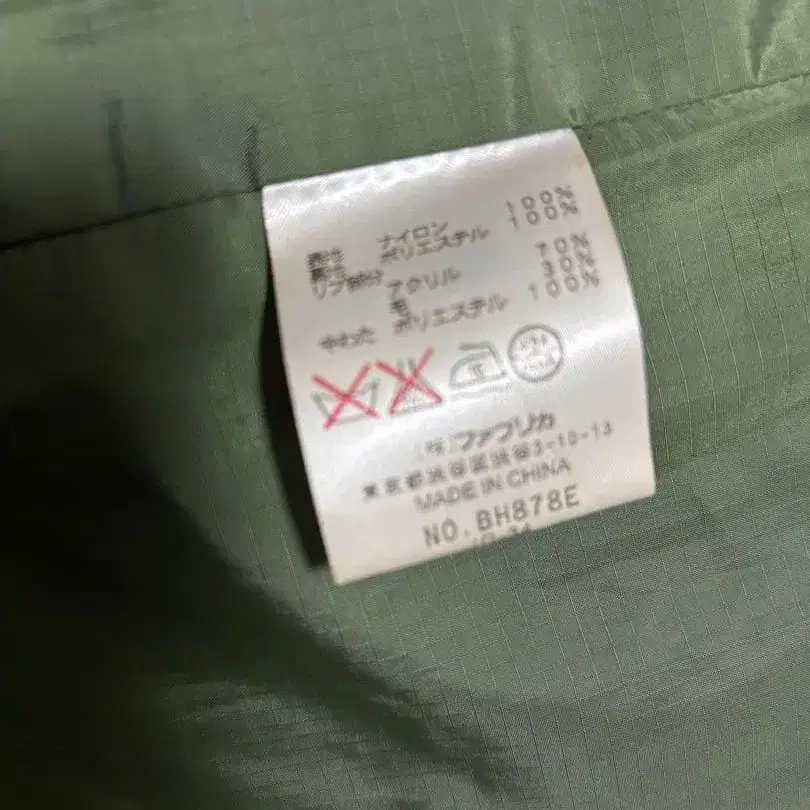 表地 ナイロン 100%
裏地 ポリエステル 100%
リブ部分 アクリル 70%
毛 30%
中わた ポリエステル 100%
ファブリカ
東京都渋谷区渋谷3-10-13
MADE IN CHINA
NO. BH878E